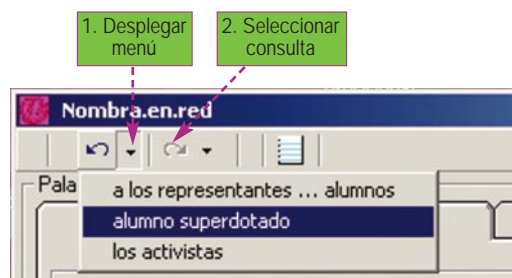 1. Desplegar
menú
2. Seleccionar
consulta
Nombra.en.red
Pala
a los representantes ... alumnos
alumno superdotado
los activistas